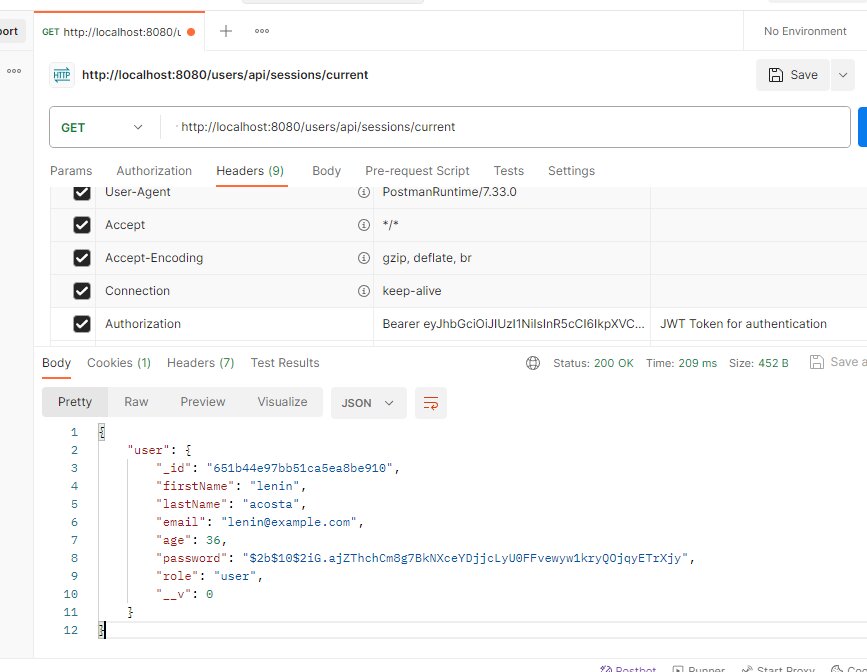 port GET http://localhost:8080/u No Environment
HTTP http://localhost:8080/users/api/sessions/current Save
GET http://localhost:8080/users/api/sessions/current
Params Authorization Headers (9) Body Pre-request Script Tests Settings
User-Agent PostmanRuntime/7.33.0
Accept */*
Accept-Encoding gzip, deflate, br
Connection keep-alive
Authorization Bearer eyJhbGciOiJIUzI1NiIsInR5cCI6IkpXVC... JWT Token for authentication
Body Cookies (1) Headers (7) Test Results Status: 200 OK Time: 209 ms Size: 452 B Save a
Pretty Raw Preview Visualize JSON
1 {
2 "user": {
3 "_id": "651b44e97bb51ca5ea8be910",
4 "firstName": "lenin",
5 "lastName": "acosta",
6 "email": "lenin@example.com",
7 "age": 36,
8 "password": "$2b$10$2iG.ajZThchCm8g7BkNXceYDjjcLyU0FFvewyw1kryQOjqyETrXjy",
9 "role": "user",
10 "__v": 0
11 }
12 }
Postbot Runner Start Proxy Coo